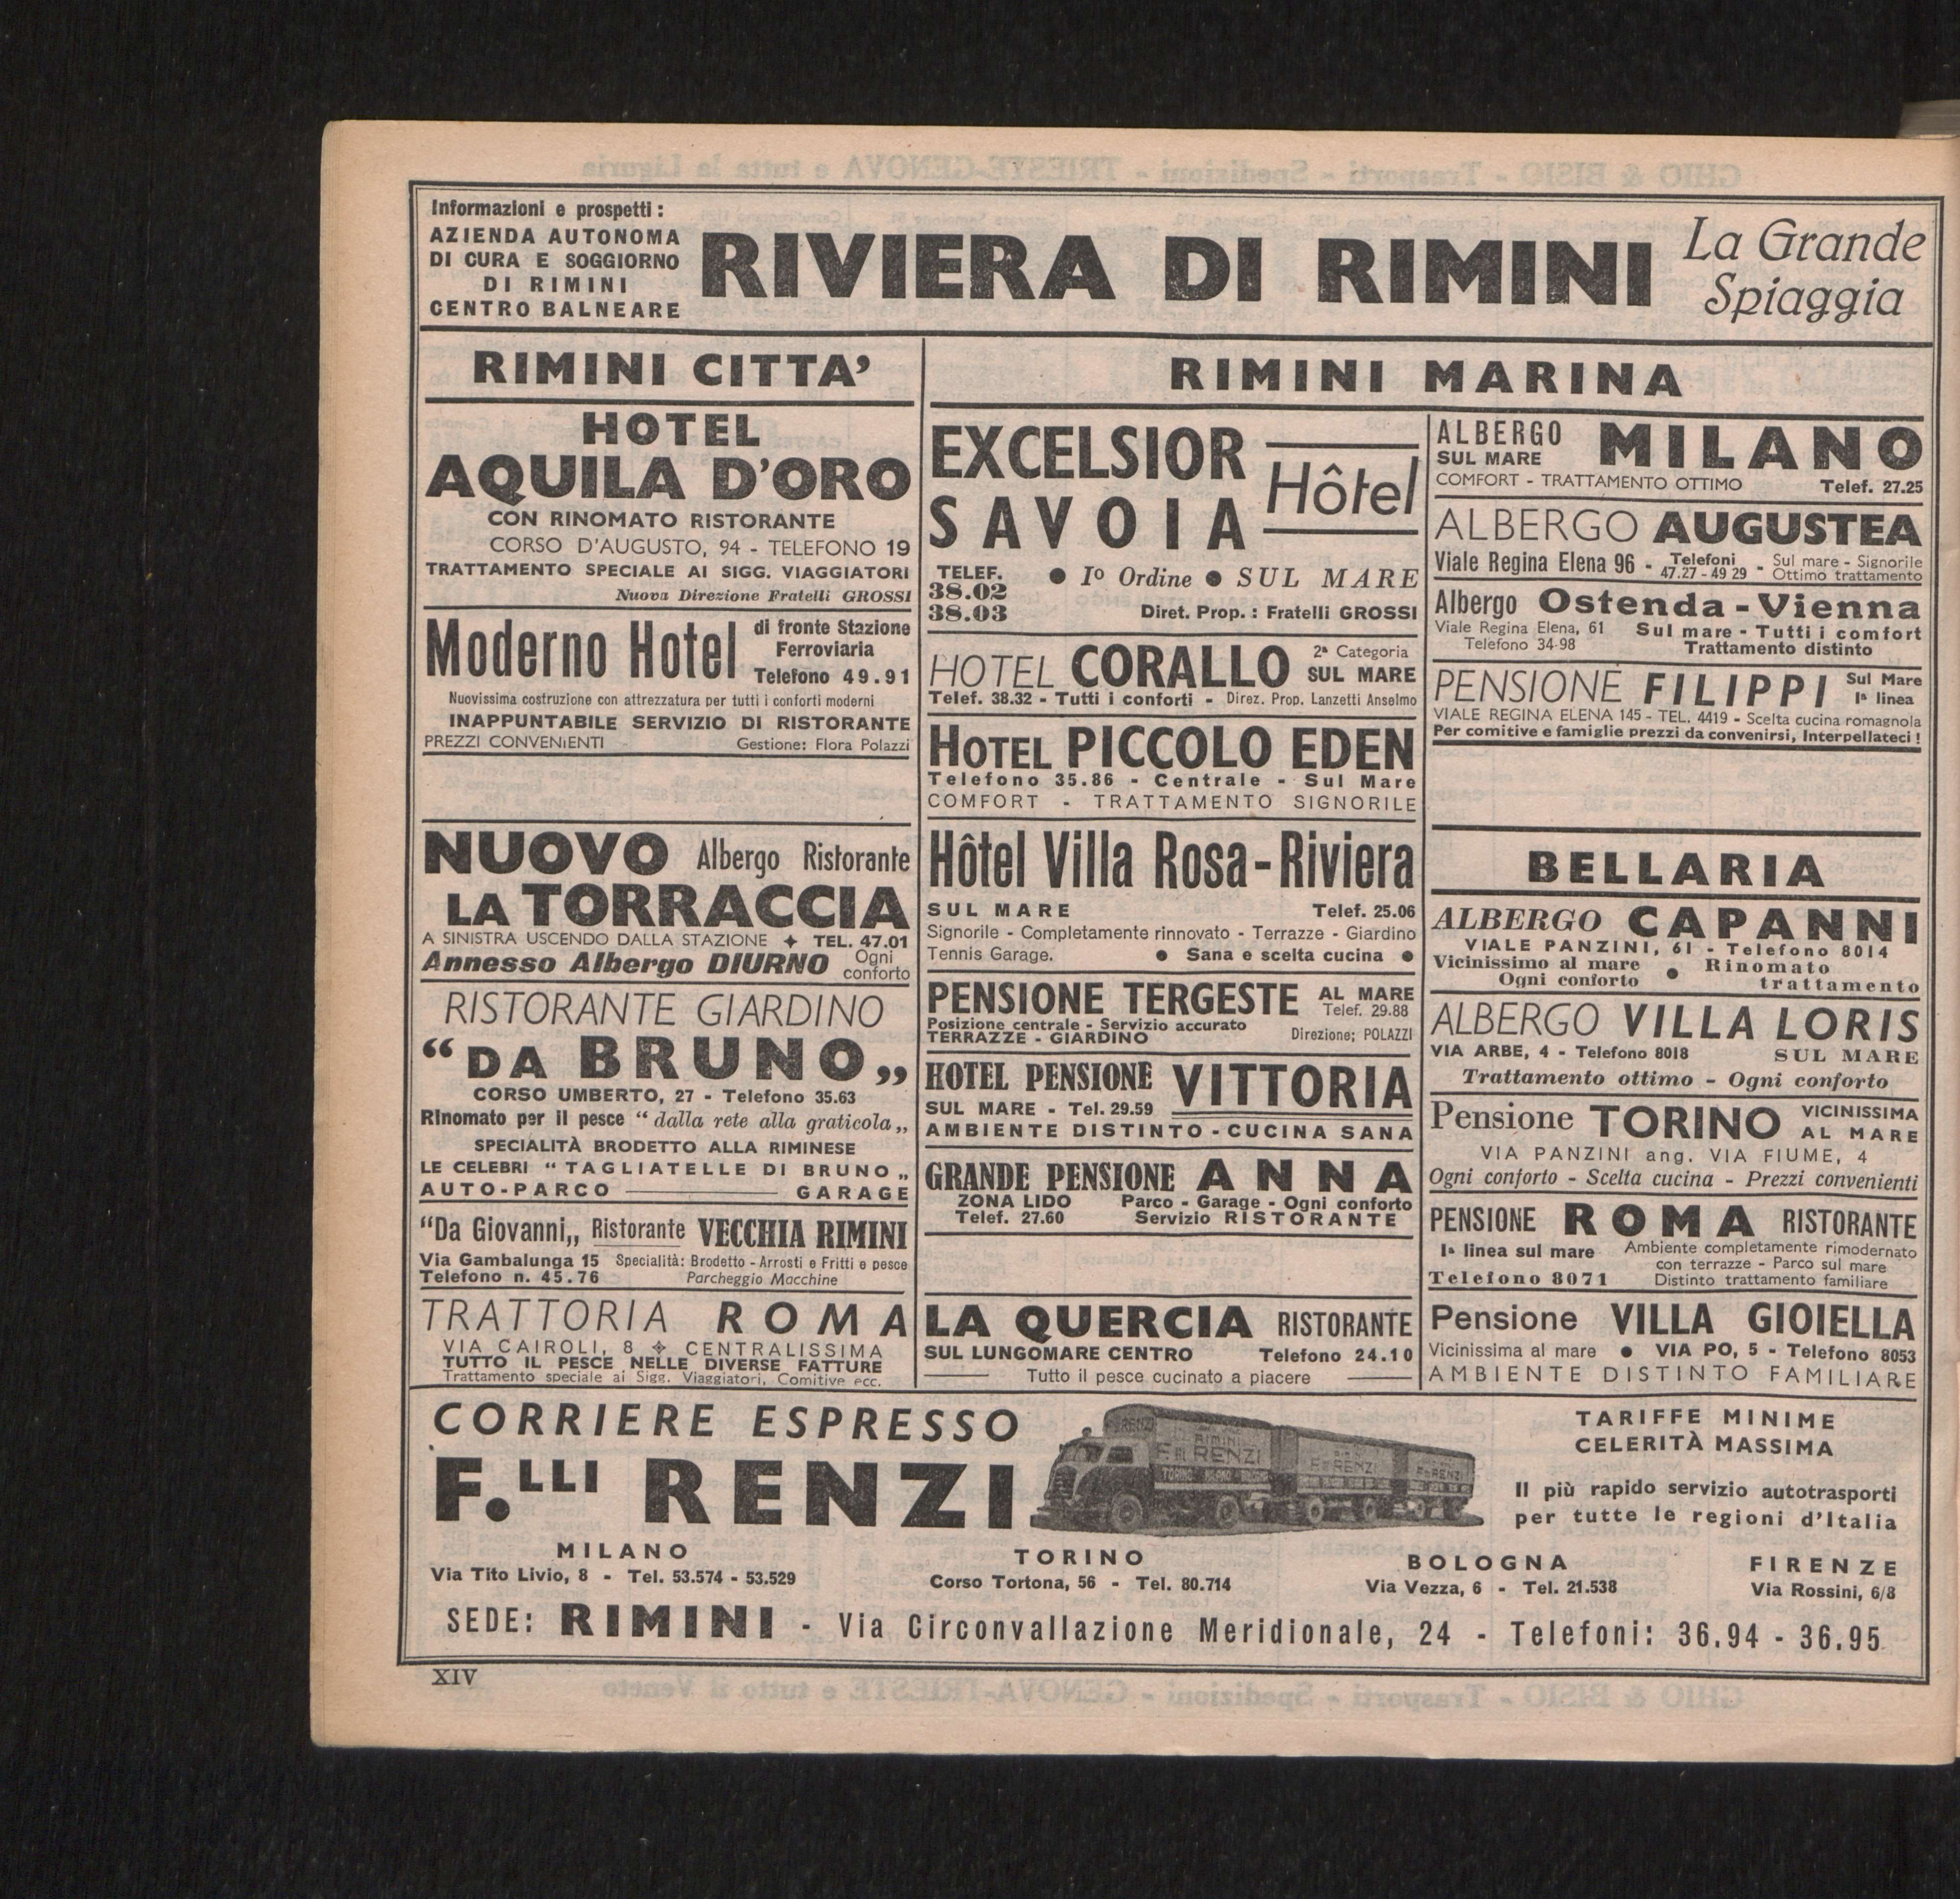 Informazioni e prospetti:
AZIENDA AUTONOMA
DI CURA E SOGGIORNO
DI RIMINI
CENTRO BALNEARE
RIVIERA DI RIMINI
La Grande
Spiaggia
RIMINI CITTA'
HOTEL
AQUILA D'ORO
CON RINOMATO RISTORANTE
CORSO D'AUGUSTO, 94 - TELEFONO 19
TRATTAMENTO SPECIALE AI SIGG. VIAGGIATORI
Nuova Direzione Fratelli GROSSI
Moderno Hotel
di fronte Stazione
Ferroviaria
Telefono 49.91
Nuovissima costruzione con attrezzatura per tutti i conforti moderni
INAPPUNTABILE SERVIZIO DI RISTORANTE
PREZZI CONVENIENTI Gestione: Flora Polazzi
NUOVO Albergo Ristorante
LA TORRACCIA
A SINISTRA USCENDO DALLA STAZIONE ✦ TEL. 47.01
Annesso Albergo DIURNO Ogni
conforto
RISTORANTE GIARDINO
“DA BRUNO„
CORSO UMBERTO, 27 - Telefono 35.63
Rinomato per il pesce “dalla rete alla graticola„
SPECIALITÀ BRODETTO ALLA RIMINESE
LE CELEBRI “TAGLIATELLE DI BRUNO„
AUTO-PARCO GARAGE
“Da Giovanni„ Ristorante VECCHIA RIMINI
Via Gambalunga 15 Specialità: Brodetto - Arrosti e Fritti e pesce
Telefono n. 45.76 Parcheggio Macchine
TRATTORIA ROMA
VIA CAIROLI, 8 ✦ CENTRALISSIMA
TUTTO IL PESCE NELLE DIVERSE FATTURE
Trattamento speciale ai Sigg. Viaggiatori, Comitive ecc.
RIMINI MARINA
EXCELSIOR
SAVOIA
Hôtel
TELEF.
38.02
38.03
● Iº Ordine ● SUL MARE
Diret. Prop.: Fratelli GROSSI
HOTEL CORALLO 2ª Categoria
SUL MARE
Telef. 38.32 - Tutti i conforti - Direz. Prop. Lanzetti Anselmo
HOTEL PICCOLO EDEN
Telefono 35.86 - Centrale - Sul Mare
COMFORT - TRATTAMENTO SIGNORILE
Hôtel Villa Rosa-Riviera
SUL MARE Telef. 25.06
Signorile - Completamente rinnovato - Terrazze - Giardino
Tennis Garage. ● Sana e scelta cucina ●
PENSIONE TERGESTE AL MARE
Telef. 29.88
Posizione centrale - Servizio accurato
TERRAZZE - GIARDINO Direzione; POLAZZI
HOTEL PENSIONE VITTORIA
SUL MARE - Tel. 29.59
AMBIENTE DISTINTO - CUCINA SANA
GRANDE PENSIONE ANNA
ZONA LIDO Parco - Garage - Ogni conforto
Telef. 27.60 Servizio RISTORANTE
LA QUERCIA RISTORANTE
SUL LUNGOMARE CENTRO Telefono 24.10
Tutto il pesce cucinato a piacere
ALBERGO
SUL MARE
MILANO
COMFORT - TRATTAMENTO OTTIMO Telef. 27.25
ALBERGO AUGUSTEA
Viale Regina Elena 96 - Telefoni
47.27 - 49 29
- Sul mare - Signorile
Ottimo trattamento
Albergo Ostenda - Vienna
Viale Regina Elena, 61 Sul mare - Tutti i comfort
Telefono 34-98 Trattamento distinto
PENSIONE FILIPPI Sul Mare
Iª linea
VIALE REGINA ELENA 145 - TEL. 4419 - Scelta cucina romagnola
Per comitive e famiglie prezzi da convenirsi, Interpellateci!
BELLARIA
ALBERGO CAPANNI
VIALE PANZINI, 61 - Telefono 8014
Vicinissimo al mare ● Rinomato
Ogni conforto trattamento
ALBERGO VILLA LORIS
VIA ARBE, 4 - Telefono 8018 SUL MARE
Trattamento ottimo - Ogni conforto
Pensione TORINO VICINISSIMA
AL MARE
VIA PANZINI ang. VIA FIUME, 4
Ogni conforto - Scelta cucina - Prezzi convenienti
PENSIONE ROMA RISTORANTE
Iª linea sul mare Ambiente completamente rimodernato
con terrazze - Parco sul mare
Telefono 8071 Distinto trattamento familiare
Pensione VILLA GIOIELLA
Vicinissima al mare ● VIA PO, 5 - Telefono 8053
AMBIENTE DISTINTO FAMILIARE
CORRIERE ESPRESSO
F.LLI RENZI
RENZI
RIMINI
F.lli RENZI
F.lli RENZI
F.lli RENZI
TARIFFE MINIME
CELERITÀ MASSIMA
Il più rapido servizio autotrasporti
per tutte le regioni d'Italia
MILANO
Via Tito Livio, 8 - Tel. 53.574 - 53.529
TORINO
Corso Tortona, 56 - Tel. 80.714
BOLOGNA
Via Vezza, 6 - Tel. 21.538
FIRENZE
Via Rossini, 6/8
SEDE: RIMINI - Via Circonvallazione Meridionale, 24 - Telefoni: 36.94 - 36.95
XIV